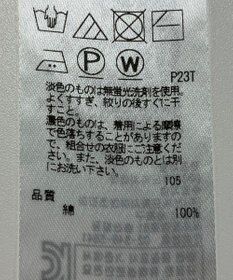 P W
P23T
淡色のものは無蛍光洗剤を使用。
よくすすぎ、絞りの後すぐに干
すこと。
濃色のものは、着用による摩擦
で色落ちすることがありますの
で、組合せの衣服にご注意くだ
さい。また、淡色のものとは別
にお洗い下さい。
105
品質
綿 100%